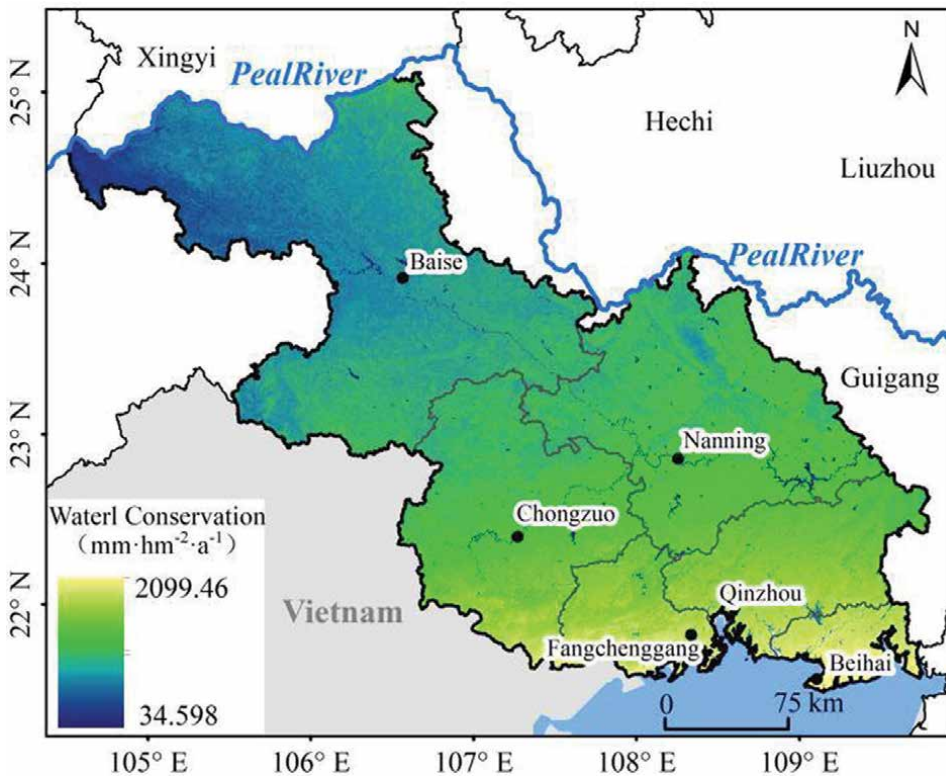 N
Xingyi
PealRiver
25° N
Hechi
Liuzhou
24° N
Baise
PealRiver
Guigang
23° N
Nanning
Waterl Conservation
(mm·hm-2·a-1)
Chongzuo
2099.46
22° N
Vietnam
Qinzhou
Fangchenggang
Beihai
34.598
0 75 km
105° E 106° E 107° E 108° E 109° E